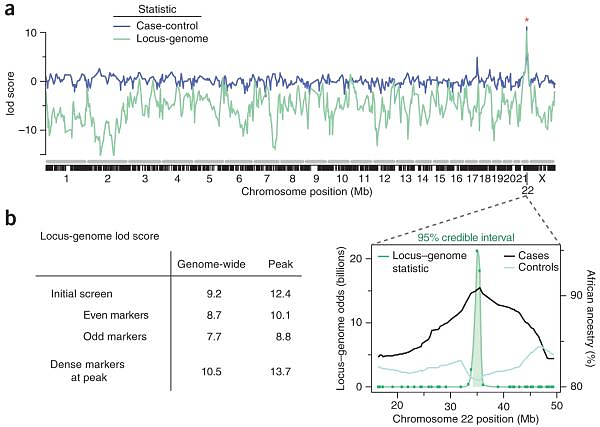 a
Statistic
Case-control
Locus-genome
*
10
0
−10
lod score
1 2 3 4 5 6 7 8 9 10 11 12 13 14 15 16 17 18 19 20 21 X
22
Chromosome position (Mb)
b
Locus-genome lod score
Genome-wide Peak
Initial screen 9.2 12.4
Even markers 8.7 10.1
Odd markers 7.7 8.8
Dense markers
at peak 10.5 13.7
95% credible interval
Locus–genome
statistic
Cases
Controls
20
10
0
Locus–genome odds (billions)
90
80
African ancestry (%)
20 30 40 50
Chromosome 22 position (Mb)